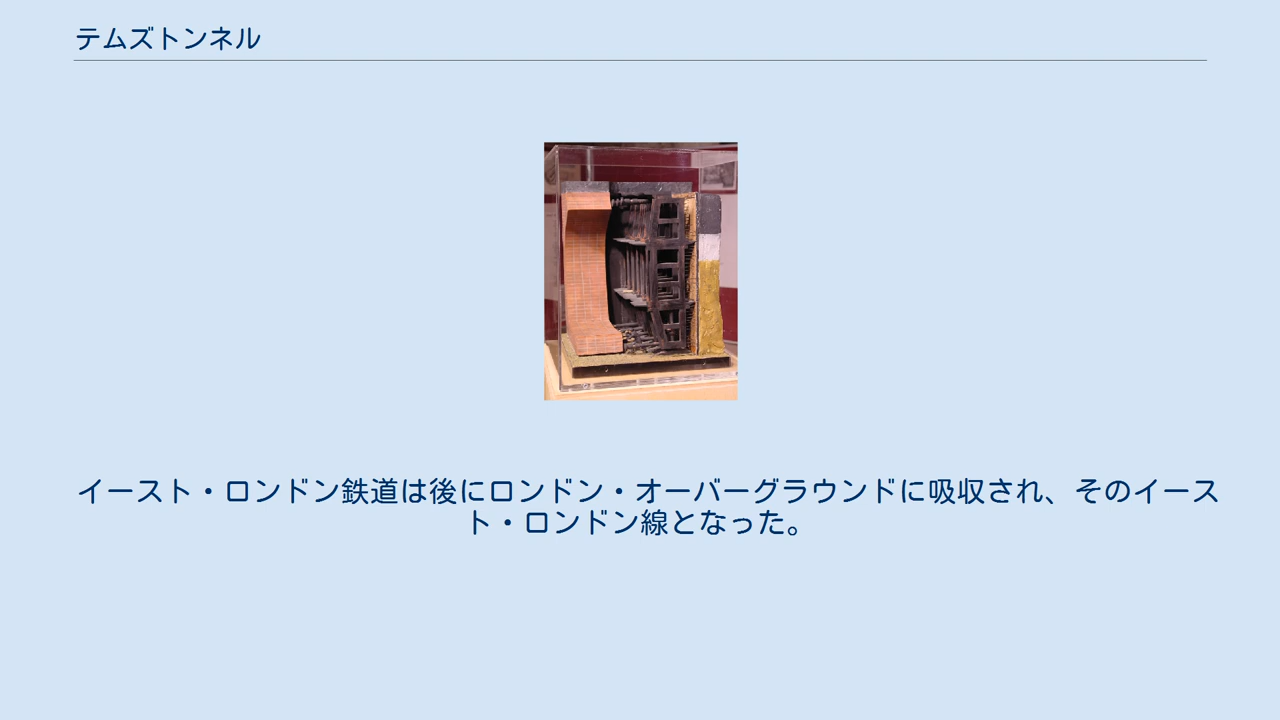 テムズトンネル
イースト・ロンドン鉄道は後にロンドン・オーバーグラウンドに吸収され、そのイース
ト・ロンドン線となった。